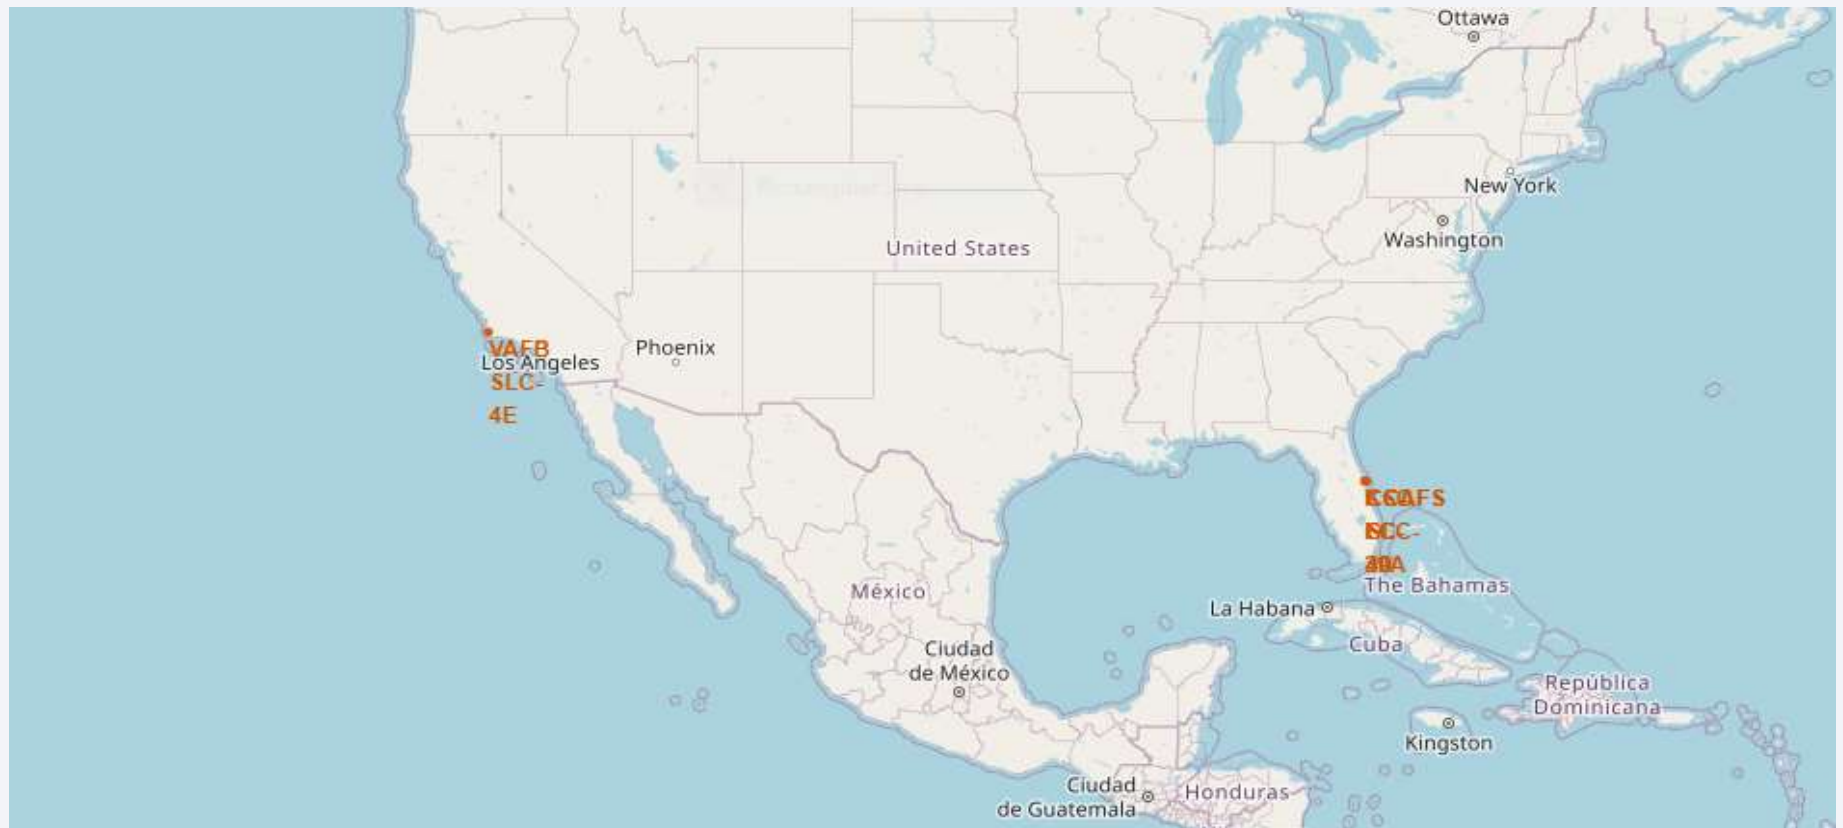 Ottawa
New York
Washington
United States
Phoenix
VAFB
Los Angeles
SLC-
4E
México
The Bahamas
La Habana
Cuba
Ciudad
de México
República
Dominicana
Kingston
Ciudad
de Guatemala
Honduras